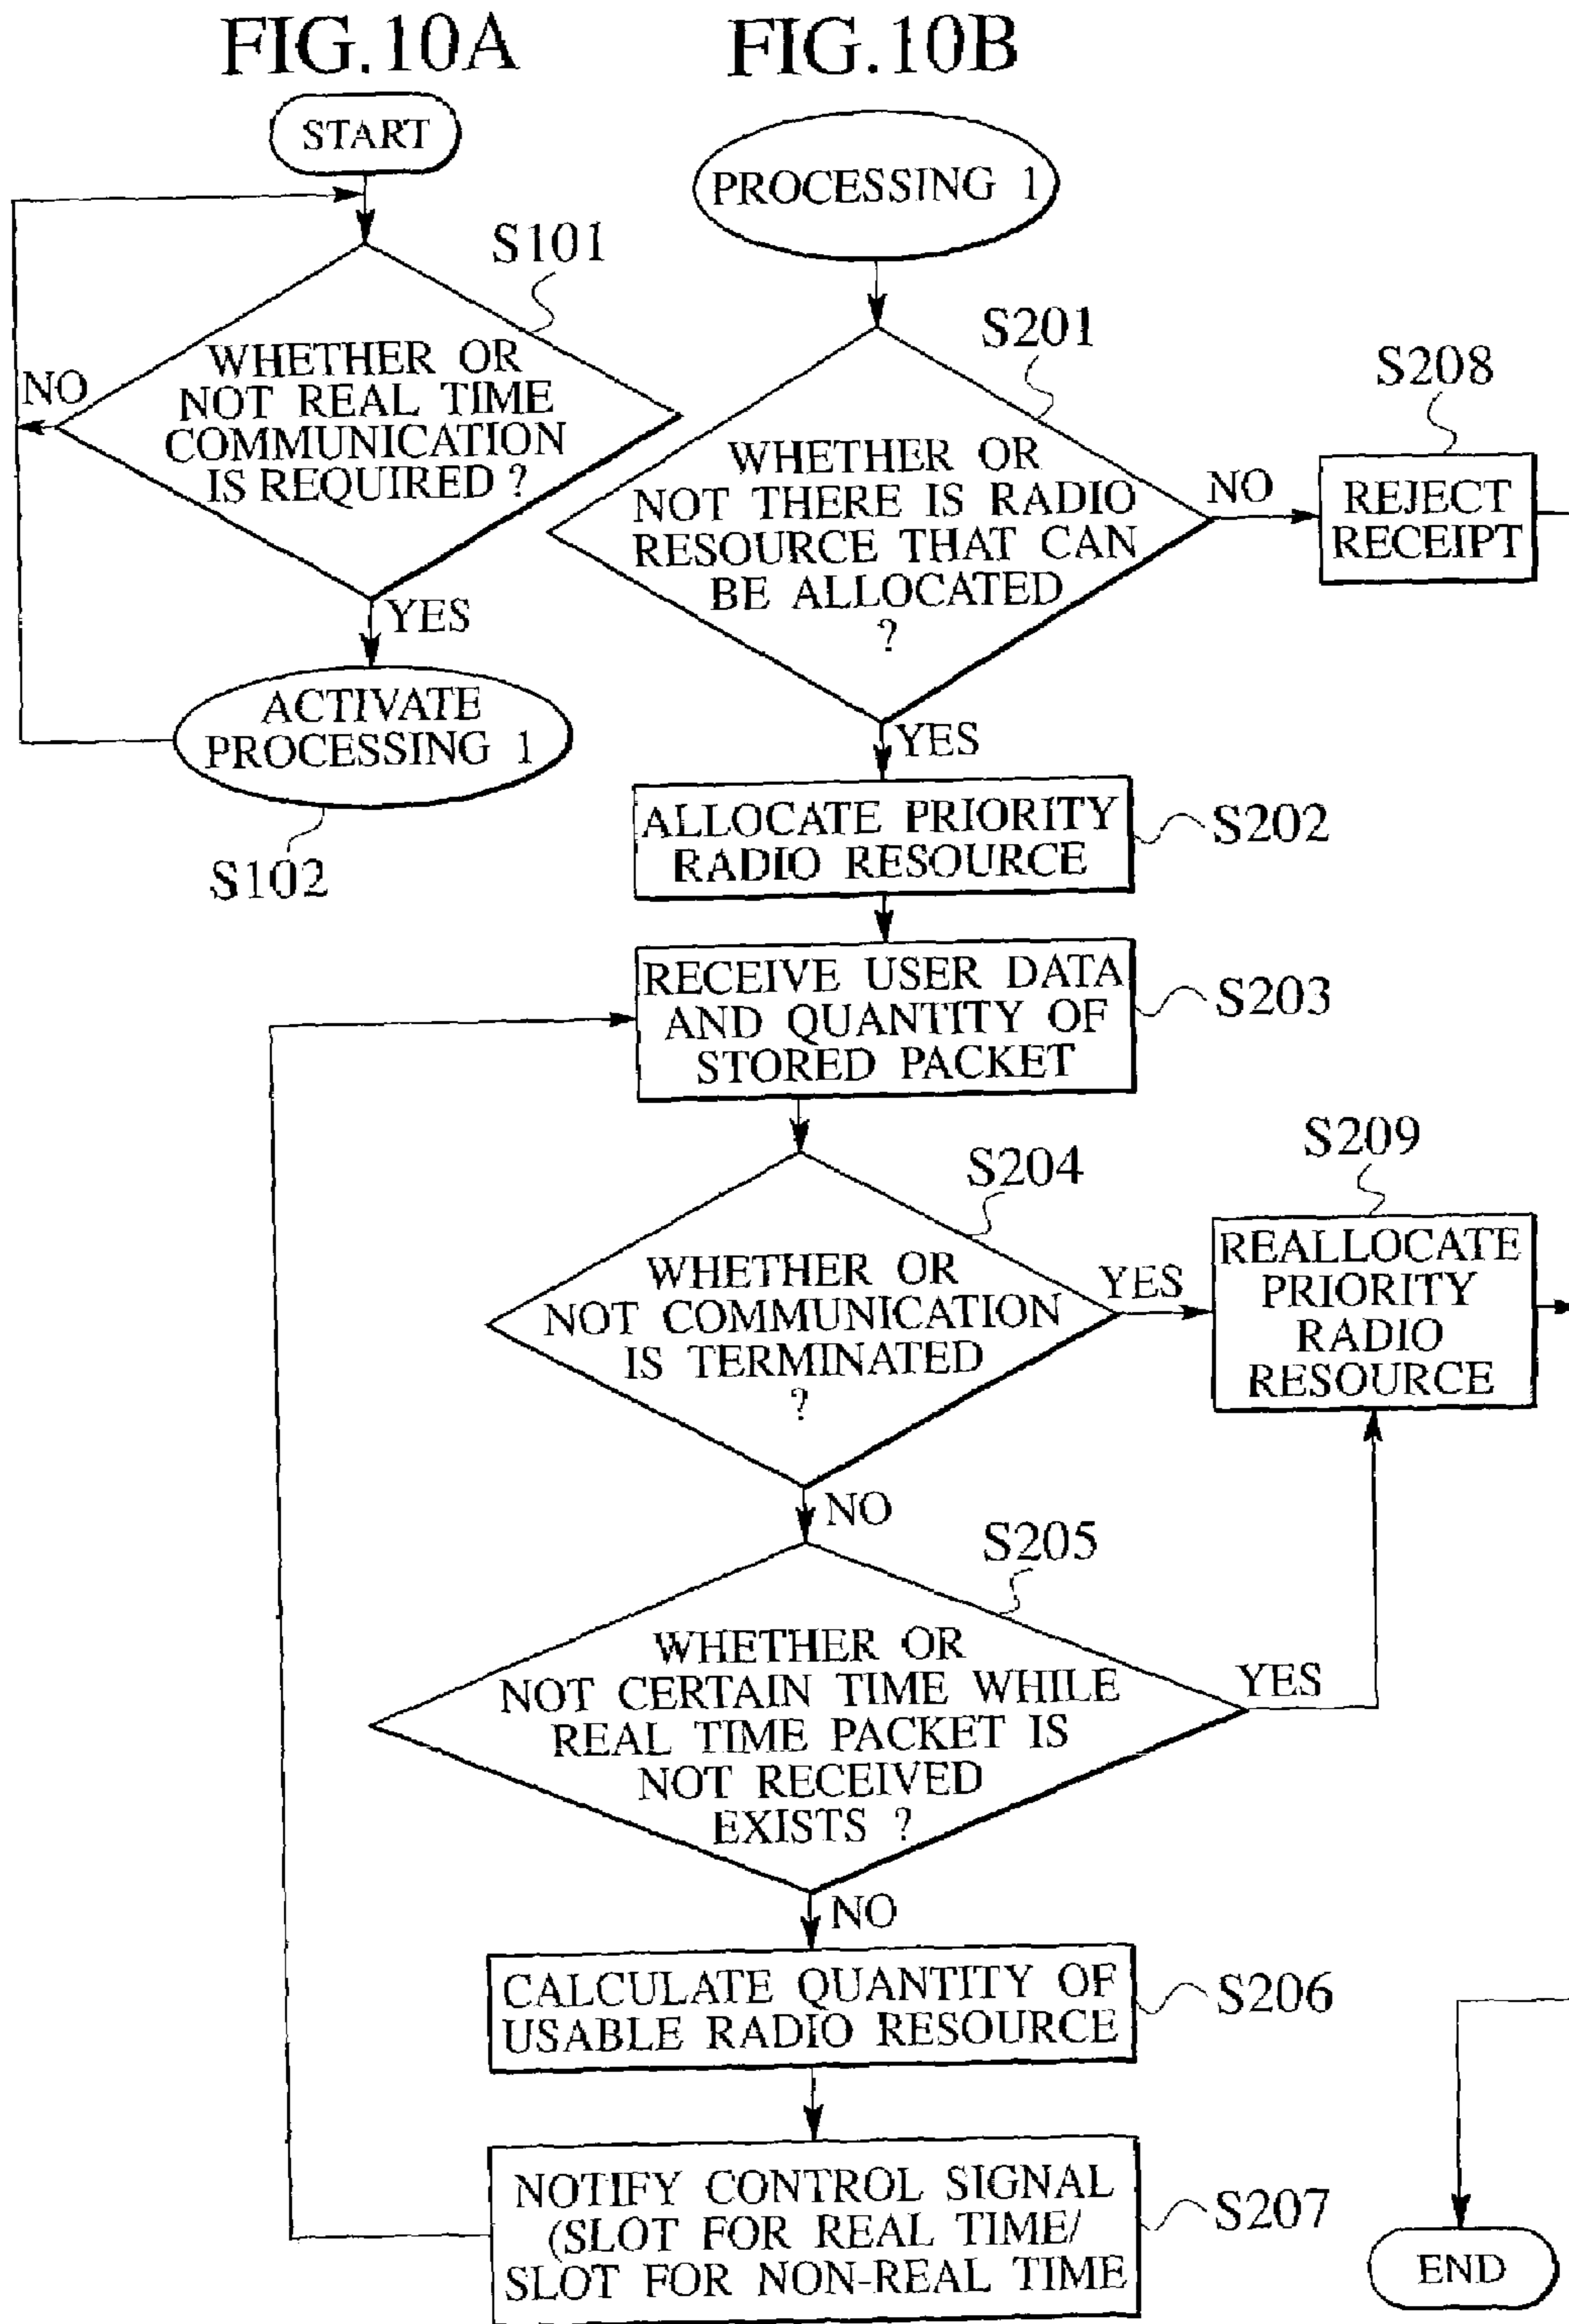 FIG.10A
START
S101
WHETHER OR
NOT REAL TIME
COMMUNICATION
IS REQUIRED ?
NO
YES
ACTIVATE
PROCESSING 1
S102
FIG.10B
PROCESSING 1
S201
WHETHER OR
NOT THERE IS RADIO
RESOURCE THAT CAN
BE ALLOCATED
?
NO
S208
REJECT
RECEIPT
YES
ALLOCATE PRIORITY
RADIO RESOURCE
S202
RECEIVE USER DATA
AND QUANTITY OF
STORED PACKET
S203
S204
WHETHER OR
NOT COMMUNICATION
IS TERMINATED
?
YES
S209
REALLOCATE
PRIORITY
RADIO
RESOURCE
NO
S205
WHETHER OR
NOT CERTAIN TIME WHILE
REAL TIME PACKET IS
NOT RECEIVED
EXISTS ?
YES
NO
CALCULATE QUANTITY OF
USABLE RADIO RESOURCE
S206
NOTIFY CONTROL SIGNAL
(SLOT FOR REAL TIME/
SLOT FOR NON-REAL TIME
S207
END